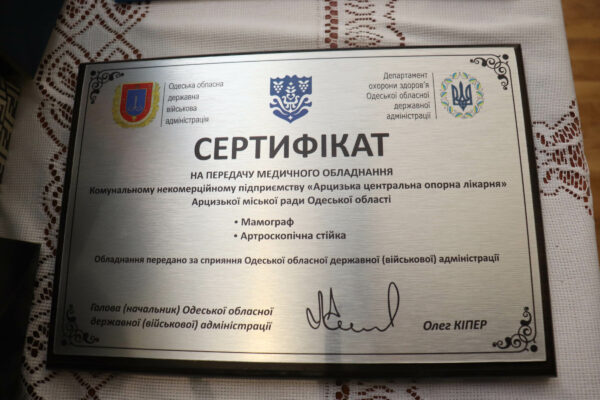 Одеська обласна
державна
військова
адміністрація
Департамент
охорони здоров'я
Одеської обласної
державної
адміністрації
СЕРТИФІКАТ
НА ПЕРЕДАЧУ МЕДИЧНОГО ОБЛАДНАННЯ
Комунальному некомерційному підприємству «Арцизька центральна опорна лікарня»
Арцизької міської ради Одеської області
• Мамограф
• Артроскопічна стійка
Обладнання передано за сприяння Одеської обласної державної (військової) адміністрації
Голова (начальник) Одеської обласної
державної (військової) адміністрації
Олег КІПЕР